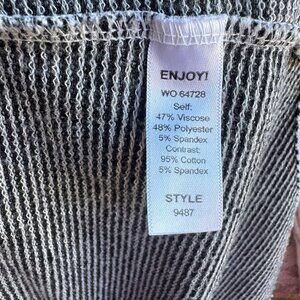 ENJOY!
WO 64728
Self:
47% Viscose
48% Polyester
5% Spandex
Contrast:
95% Cotton
5% Spandex
STYLE
9487